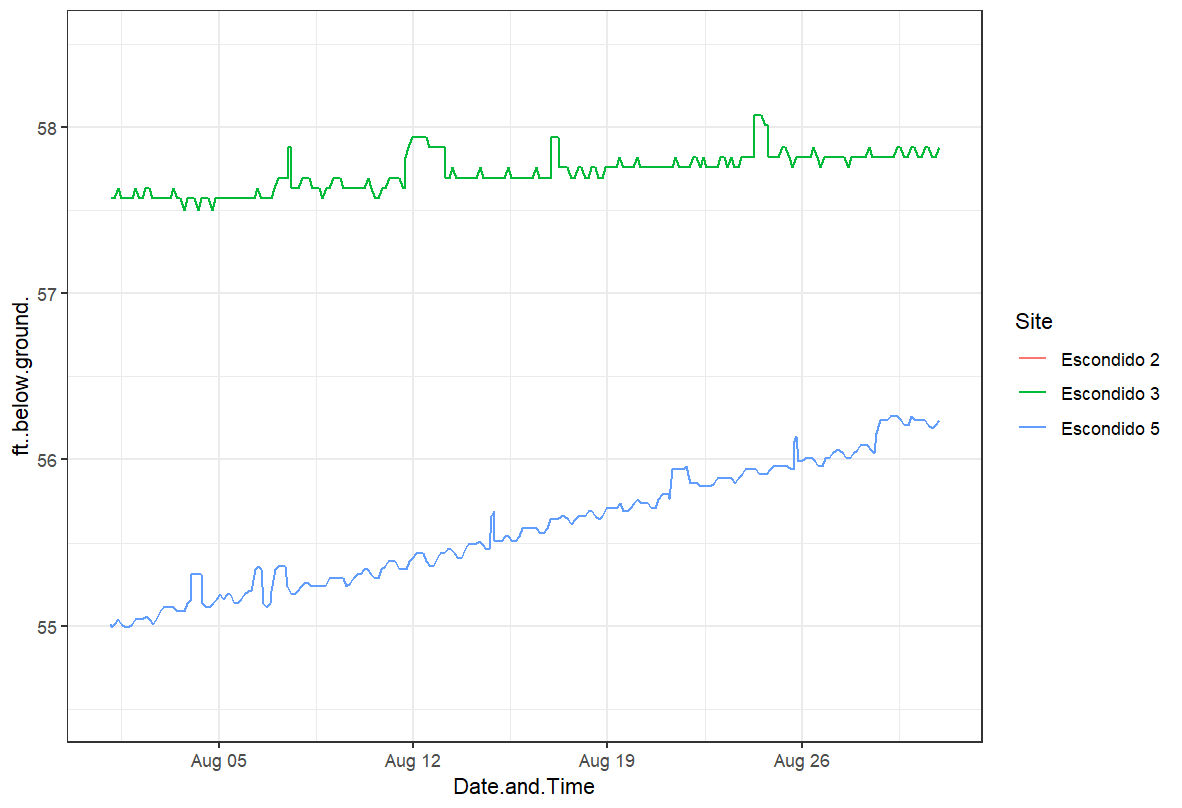 58
57
56
55
ft..below.ground.
Aug 05
Aug 12
Aug 19
Aug 26
Date.and.Time
Site
Escondido 2
Escondido 3
Escondido 5